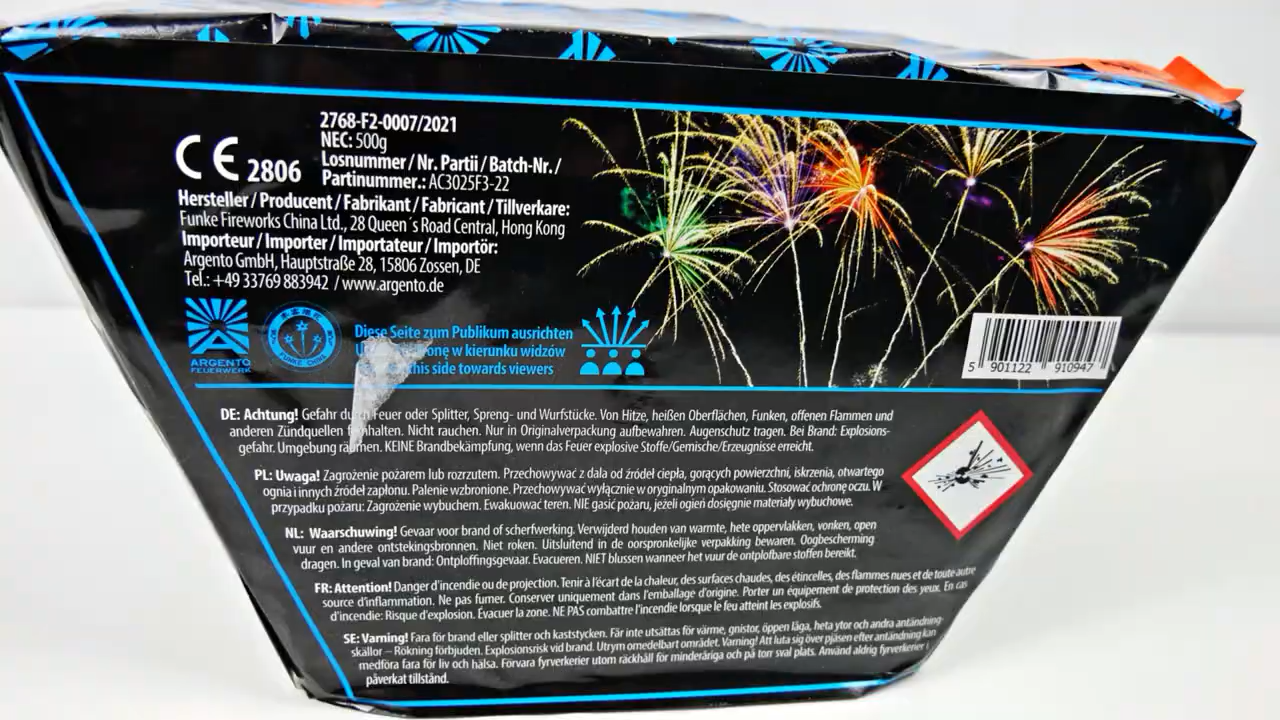 2768-F2-0007/2021
NEC: 500g
Losnummer / Nr. Partii / Batch-Nr. /
Partinummer.: AC3025F3-22
CE 2806
Hersteller / Producent / Fabrikant / Fabricant / Tillverkare:
Funke Fireworks China Ltd., 28 Queen´s Road Central, Hong Kong
Importeur / Importer / Importateur / Importör:
Argento GmbH, Hauptstraße 28, 15806 Zossen, DE
Tel.: +49 33769 883942 / www.argento.de
ARGENTO
FEUERWERK
FUNKE CHINA
Diese Seite zum Publikum ausrichten
w kierunku widzów
this side towards viewers
5 901122 910947
DE: Achtung! Gefahr durch Feuer oder Splitter, Spreng- und Wurfstücke. Von Hitze, heißen Oberflächen, Funken, offenen Flammen und
anderen Zündquellen fernhalten. Nicht rauchen. Nur in Originalverpackung aufbewahren. Augenschutz tragen. Bei Brand: Explosions-
gefahr. Umgebung räumen. KEINE Brandbekämpfung, wenn das Feuer explosive Stoffe/Gemische/Erzeugnisse erreicht.
PL: Uwaga! Zagrożenie pożarem lub rozrzutem. Przechowywać z dala od źródeł ciepła, gorących powierzchni, iskrzenia, otwartego
ognia i innych źródeł zapłonu. Palenie wzbronione. Przechowywać wyłącznie w oryginalnym opakowaniu. Stosować ochronę oczu. W
przypadku pożaru: Zagrożenie wybuchem. Ewakuować teren. NIE gasić pożaru, jeżeli ogień dosięgnie materiały wybuchowe.
NL: Waarschuwing! Gevaar voor brand of scherfwerking. Verwijderd houden van warmte, hete oppervlakken, vonken, open
vuur en andere ontstekingsbronnen. Niet roken. Uitsluitend in de oorspronkelijke verpakking bewaren. Oogbescherming
dragen. In geval van brand: Ontploffingsgevaar. Evacueren. NIET blussen wanneer het vuur de ontplofbare stoffen bereikt.
FR: Attention! Danger d'incendie ou de projection. Tenir à l'écart de la chaleur, des surfaces chaudes, des étincelles, des flammes nues et de toute autre
source d'inflammation. Ne pas fumer. Conserver uniquement dans l'emballage d'origine. Porter un équipement de protection des yeux. En cas
d'incendie: Risque d'explosion. Évacuer la zone. NE PAS combattre l'incendie lorsque le feu atteint les explosifs.
SE: Varning! Fara för brand eller splitter och kaststycken. Får inte utsättas för värme, gnistor, öppen låga, heta ytor och andra antändning-
skällor – Rökning förbjuden. Explosionsrisk vid brand. Utrym omedelbart området. Varning! Att luta sig över pjäsen efter antändning kan
medföra fara för liv och hälsa. Förvara fyrverkerier utom räckhåll för minderåriga och på torr sval plats. Använd aldrig fyrverkerier i
påverkat tillstånd.